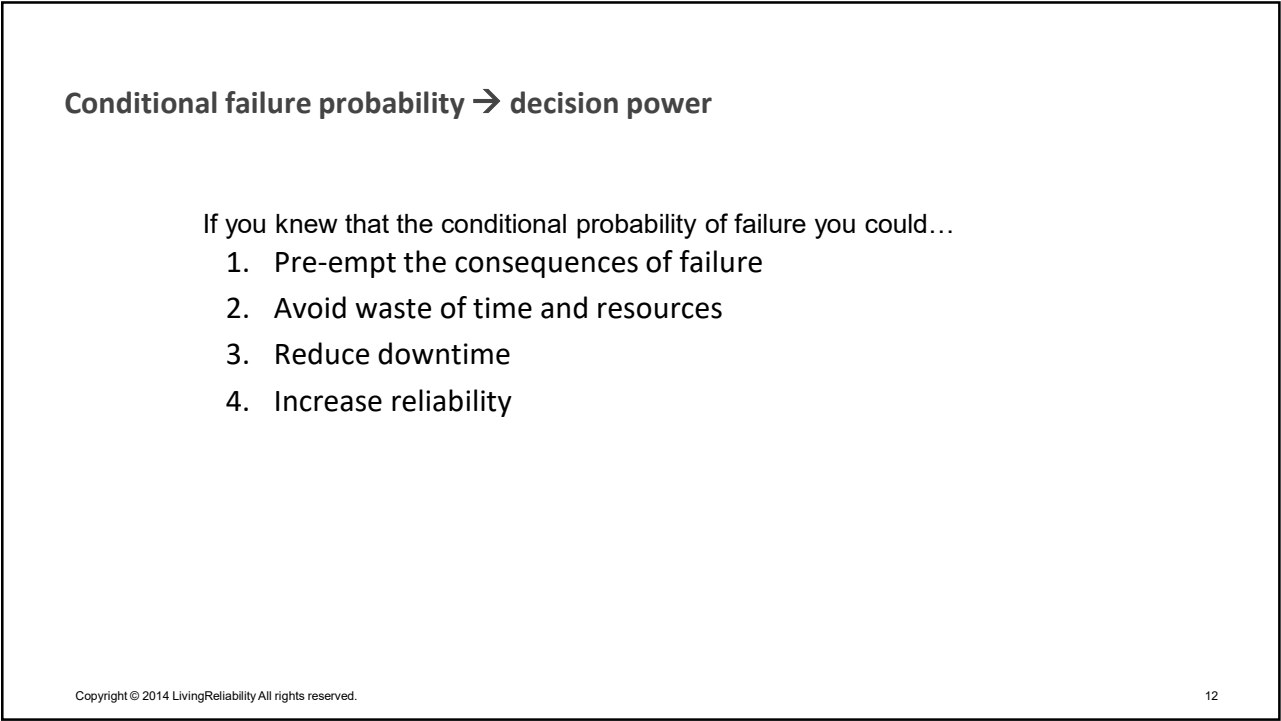 Conditional failure probability → decision power
If you knew that the conditional probability of failure you could…
1. Pre-empt the consequences of failure
2. Avoid waste of time and resources
3. Reduce downtime
4. Increase reliability
Copyright © 2014 LivingReliability All rights reserved. 12